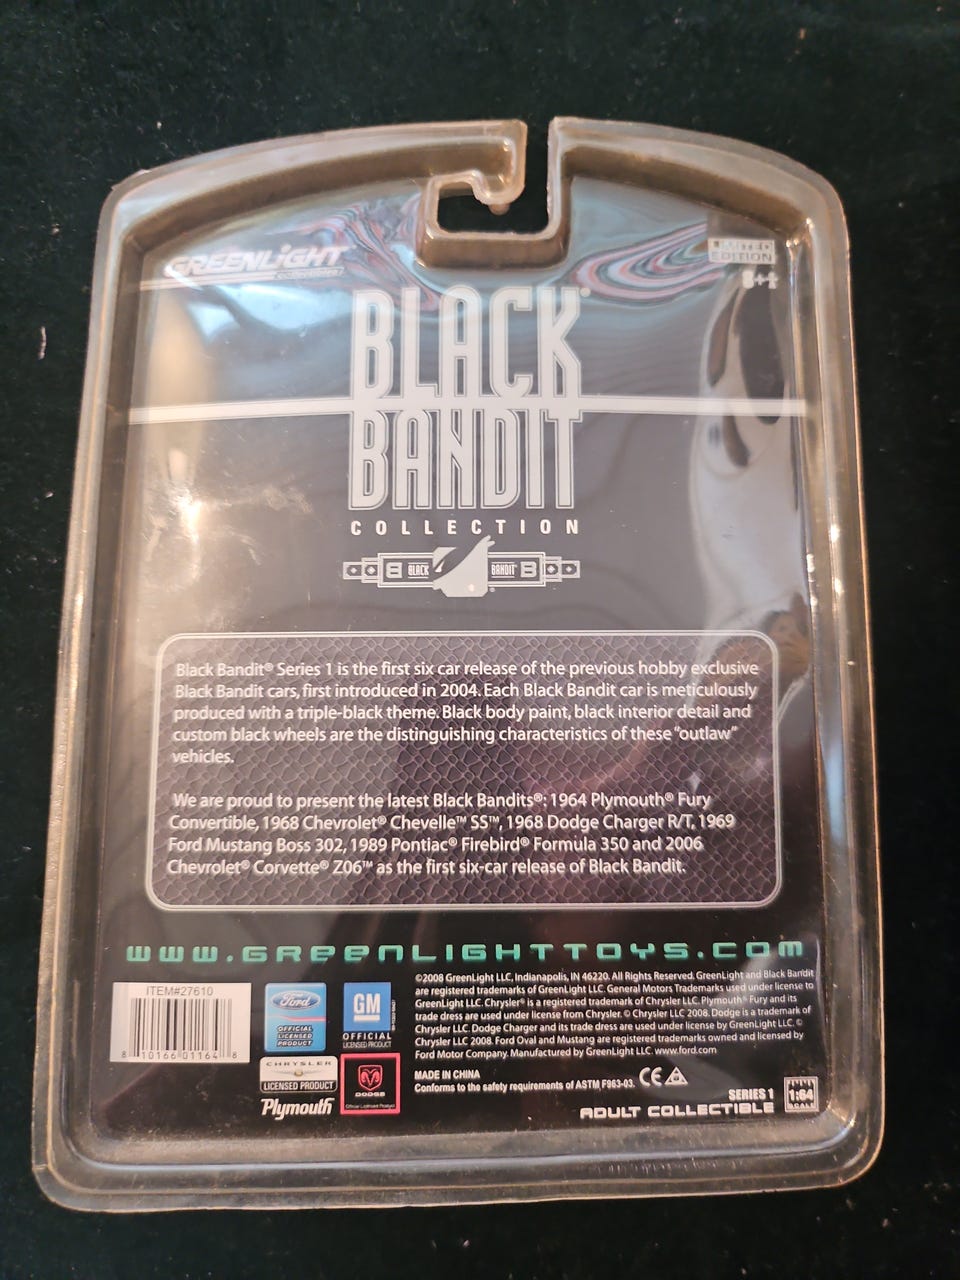 GREENLiGHT
COLLECTIBLES
LIMITED
EDITION
8+
BLACK
BANDIT
COLLECTION
B BLACK BANDIT B
Black Bandit® Series 1 is the first six car release of the previous hobby exclusive
Black Bandit cars, first introduced in 2004. Each Black Bandit car is meticulously
produced with a triple-black theme. Black body paint, black interior detail and
custom black wheels are the distinguishing characteristics of these "outlaw"
vehicles.
We are proud to present the latest Black Bandits®: 1964 Plymouth® Fury
Convertible, 1968 Chevrolet® Chevelle™ SS™, 1968 Dodge Charger R/T, 1969
Ford Mustang Boss 302, 1989 Pontiac® Firebird® Formula 350 and 2006
Chevrolet® Corvette® Z06™ as the first six-car release of Black Bandit.
www.GREENLIGHTTOYS.COM
ITEM#27610
8 10166 01164 8
Ford
OFFICIAL
LICENSED
PRODUCT
GM
OFFICIAL
LICENSED PRODUCT
CHRYSLER
LICENSED PRODUCT
Plymouth
DODGE
Official Licensed Product
©2008 GreenLight LLC, Indianapolis, IN 46220. All Rights Reserved. GreenLight and Black Bandit
are registered trademarks of GreenLight LLC. General Motors Trademarks used under license to
GreenLight LLC. Chrysler® is a registered trademark of Chrysler LLC. Plymouth® Fury and its
trade dress are used under license from Chrysler. © Chrysler LLC 2008. Dodge is a trademark of
Chrysler LLC. Dodge Charger and its trade dress are used under license by GreenLight LLC. ©
Chrysler LLC 2008. Ford Oval and Mustang are registered trademarks owned and licensed by
Ford Motor Company. Manufactured by GreenLight LLC. www.ford.com
MADE IN CHINA
Conforms to the safety requirements of ASTM F963-03. CE
SERIES 1
ADULT COLLECTIBLE
1:64
SCALE